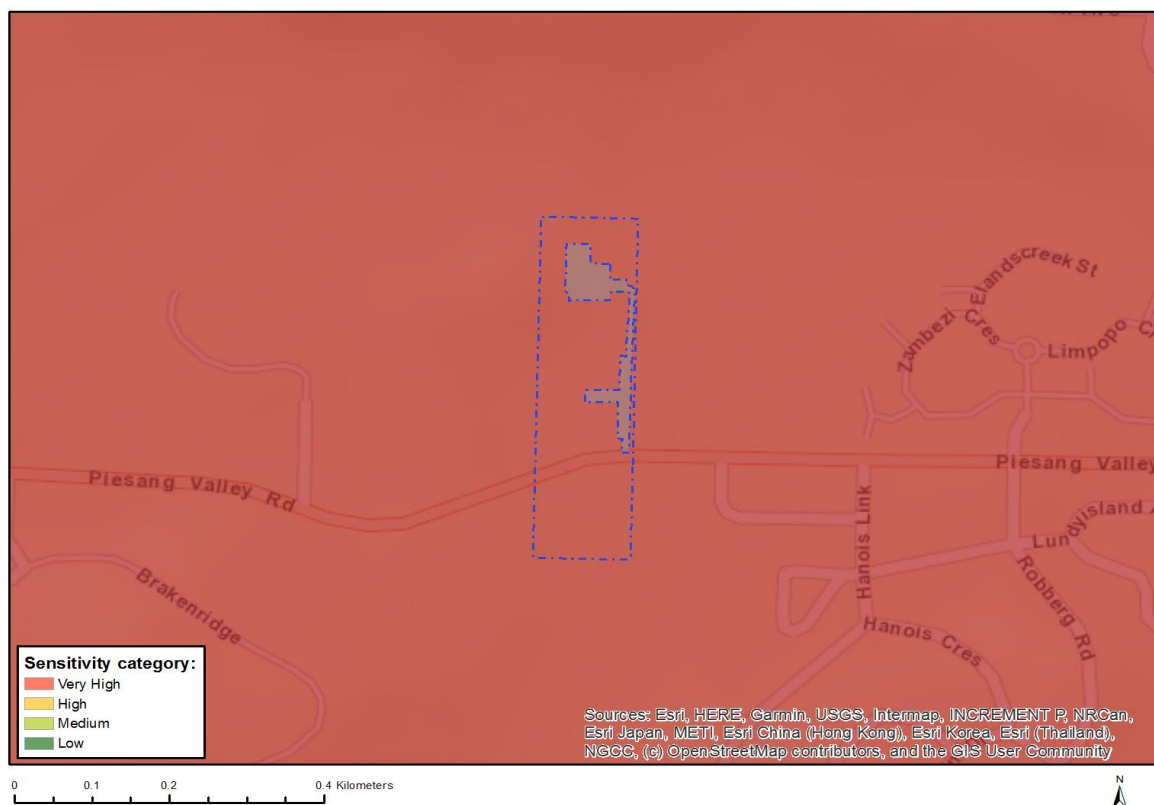 Elandscreek St
Zambezi Cres
Limpopo
Piesang Valley Rd
Piesang Valley
Hanois Link
Lundyisland A
Brakenridge
Robberg Rd
Hanois Cres
Sensitivity category:
Very High
High
Medium
Low
Sources: Esri, HERE, Garmin, USGS, Intermap, INCREMENT P, NRCan,
Esri Japan, METI, Esri China (Hong Kong), Esri Korea, Esri (Thailand),
NGCC, (c) OpenStreetMap contributors, and the GIS User Community
0 0.1 0.2 0.4 Kilometers
N